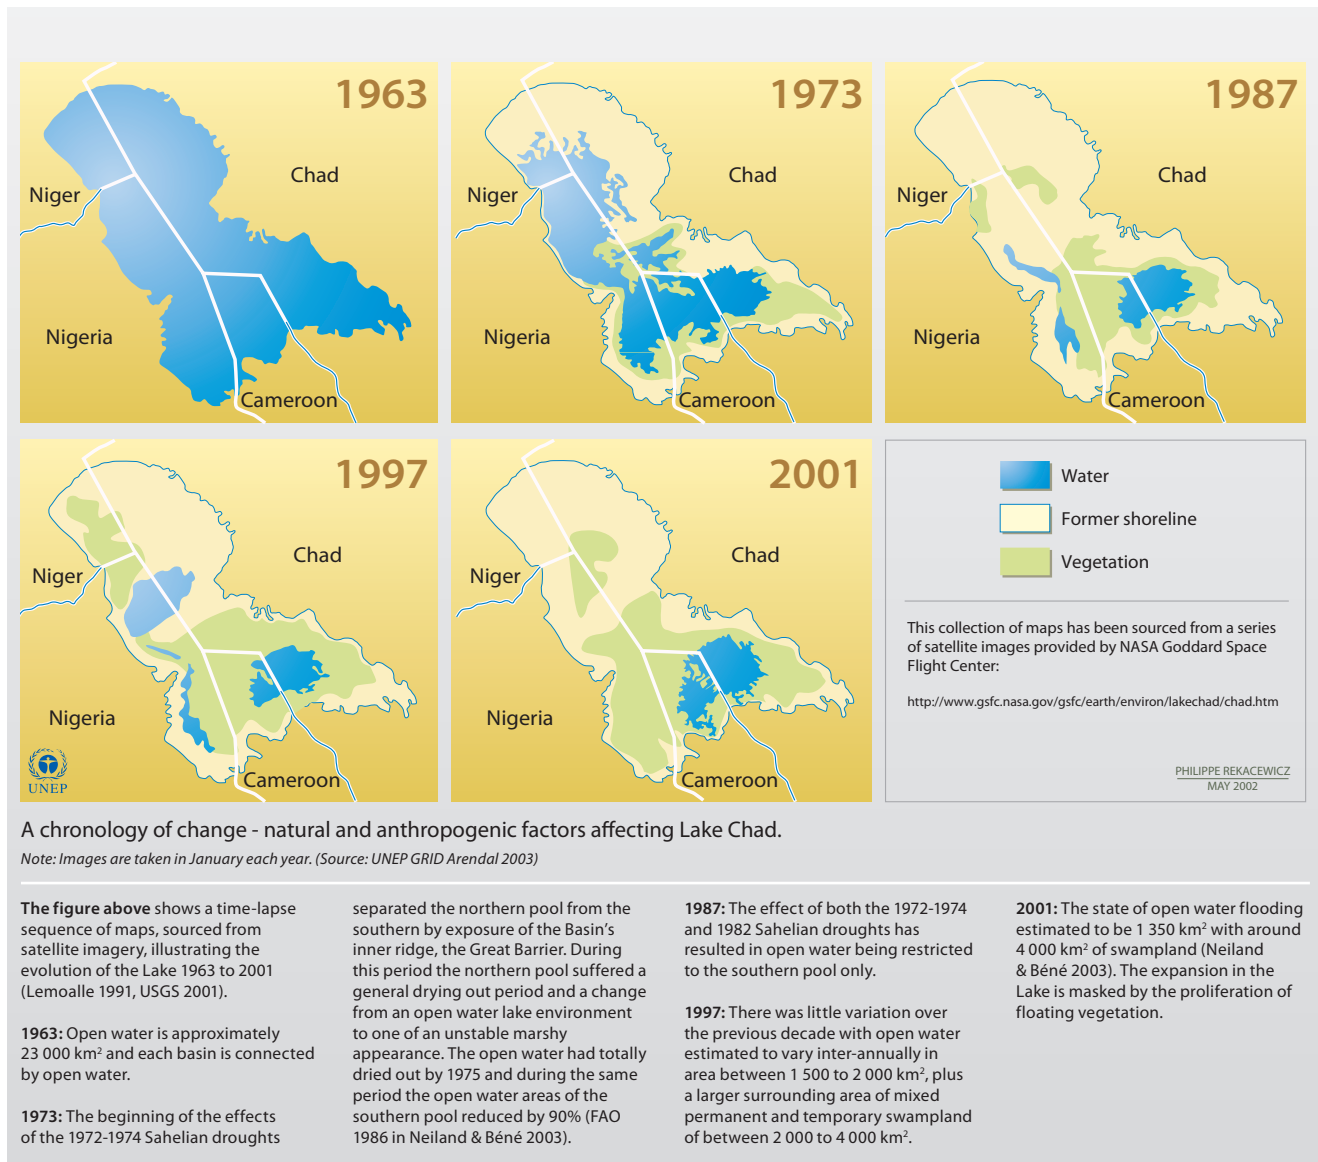 1963
Chad
Niger
Nigeria
Cameroon
1973
Chad
Niger
Nigeria
Cameroon
1987
Chad
Niger
Nigeria
Cameroon
1997
Chad
Niger
Nigeria
Cameroon
UNEP
2001
Chad
Niger
Nigeria
Cameroon
Water
Former shoreline
Vegetation
This collection of maps has been sourced from a series
of satellite images provided by NASA Goddard Space
Flight Center:
http://www.gsfc.nasa.gov/gsfc/earth/environ/lakechad/chad.htm
PHILIPPE REKACEWICZ
MAY 2002
A chronology of change - natural and anthropogenic factors affecting Lake Chad.
Note: Images are taken in January each year. (Source: UNEP GRID Arendal 2003)
The figure above shows a time-lapse
sequence of maps, sourced from
satellite imagery, illustrating the
evolution of the Lake 1963 to 2001
(Lemoalle 1991, USGS 2001).
1963: Open water is approximately
23 000 km² and each basin is connected
by open water.
1973: The beginning of the effects
of the 1972-1974 Sahelian droughts
separated the northern pool from the
southern by exposure of the Basin's
inner ridge, the Great Barrier. During
this period the northern pool suffered a
general drying out period and a change
from an open water lake environment
to one of an unstable marshy
appearance. The open water had totally
dried out by 1975 and during the same
period the open water areas of the
southern pool reduced by 90% (FAO
1986 in Neiland & Béné 2003).
1987: The effect of both the 1972-1974
and 1982 Sahelian droughts has
resulted in open water being restricted
to the southern pool only.
1997: There was little variation over
the previous decade with open water
estimated to vary inter-annually in
area between 1 500 to 2 000 km², plus
a larger surrounding area of mixed
permanent and temporary swampland
of between 2 000 to 4 000 km².
2001: The state of open water flooding
estimated to be 1 350 km² with around
4 000 km² of swampland (Neiland
& Béné 2003). The expansion in the
Lake is masked by the proliferation of
floating vegetation.